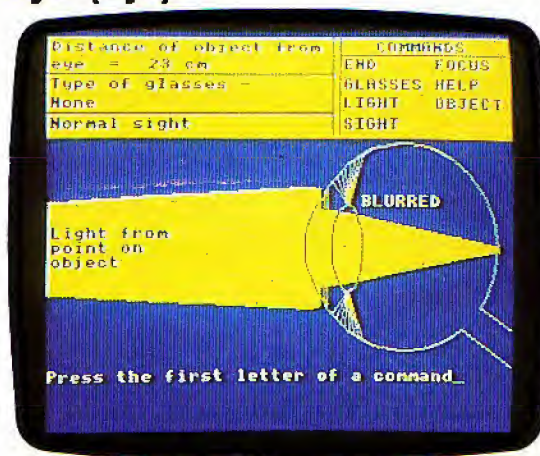 Distance of object from
eye = 23 cm
Type of glasses -
None
Normal sight
COMMANDS
END FOCUS
GLASSES HELP
LIGHT OBJECT
SIGHT
BLURRED
Light from
point on
object
Press the first letter of a command_